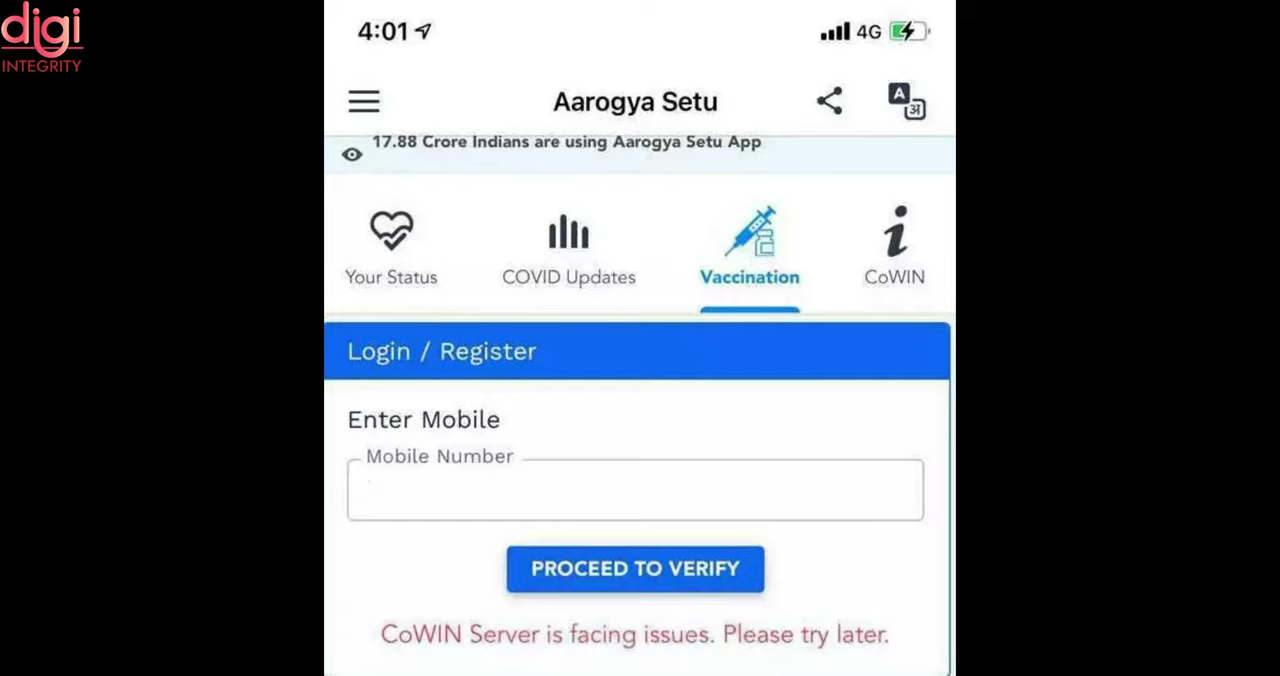 digi
INTEGRITY
4:01
4G
Aarogya Setu
A
अ
17.88 Crore Indians are using Aarogya Setu App
Your Status
COVID Updates
Vaccination
CoWIN
Login / Register
Enter Mobile
Mobile Number
PROCEED TO VERIFY
CoWIN Server is facing issues. Please try later.